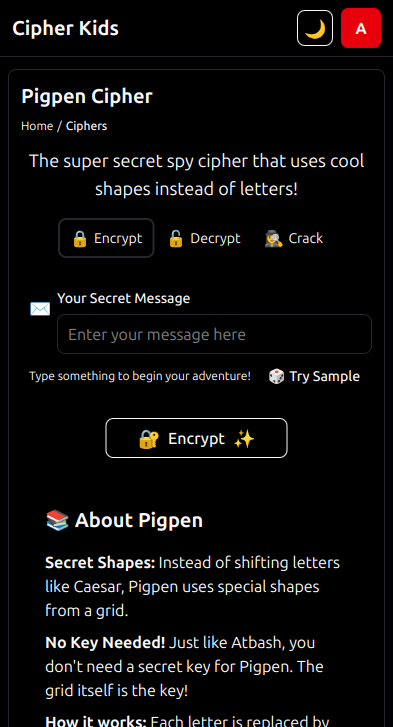 Cipher Kids
A
Pigpen Cipher
Home / Ciphers
The super secret spy cipher that uses cool
shapes instead of letters!
Encrypt
Decrypt
Crack
Your Secret Message
Enter your message here
Type something to begin your adventure!
Try Sample
Encrypt
About Pigpen
Secret Shapes: Instead of shifting letters
like Caesar, Pigpen uses special shapes
from a grid.
No Key Needed! Just like Atbash, you
don't need a secret key for Pigpen. The
grid itself is the key!
How it works: Each letter is replaced by